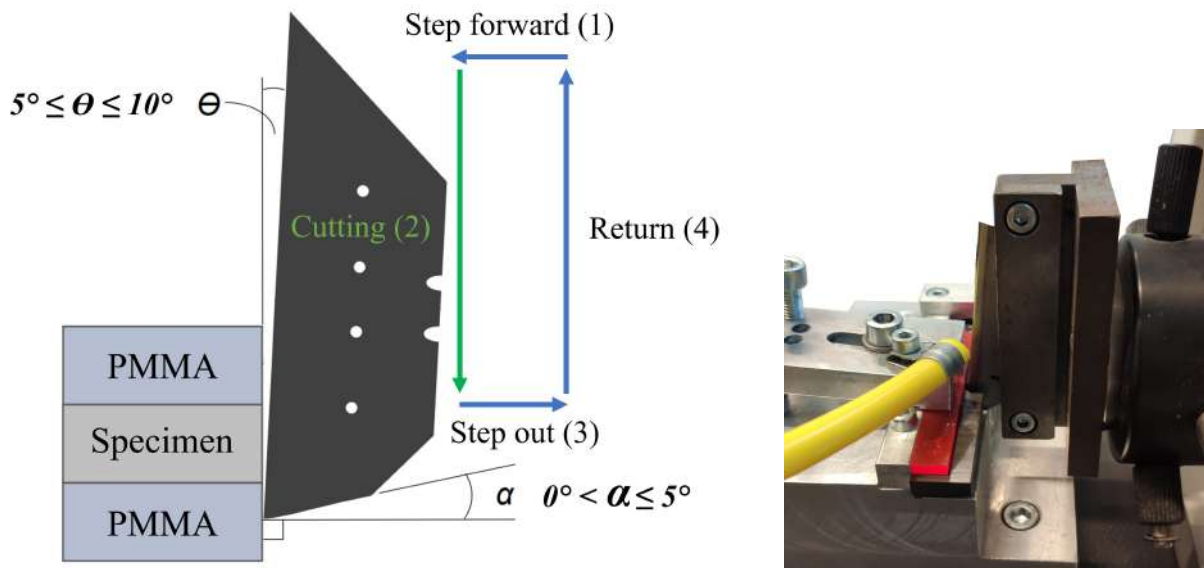 Step forward (1)
5° ≤ ϴ ≤ 10° ϴ
Cutting (2)
Return (4)
PMMA
Specimen
Step out (3)
PMMA
α 0° < α ≤ 5°